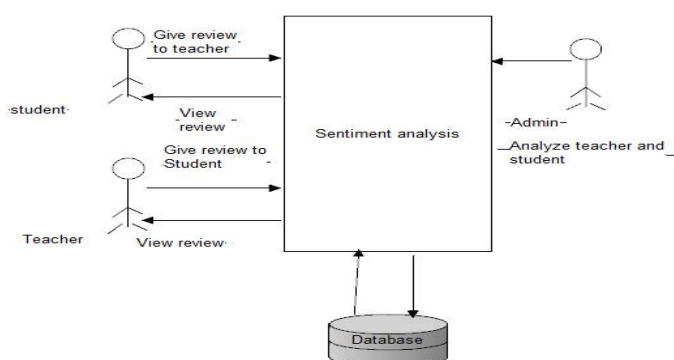 Give review
to teacher
student
View
review
Give review to
Student
Teacher
View review
Sentiment analysis
Admin
Analyze teacher and
student
Database